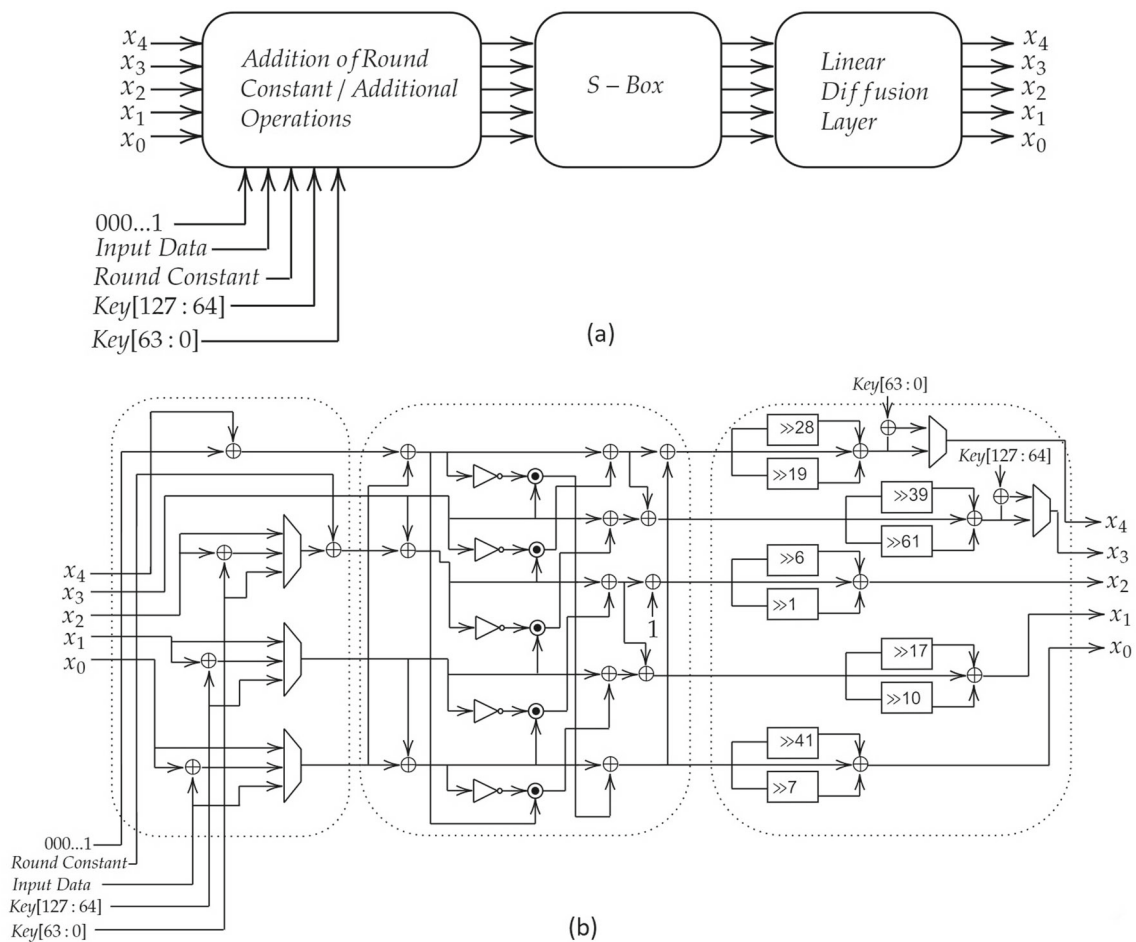 x4
x3
x2
x1
x0
Addition of Round
Constant / Additional
Operations
S − Box
Linear
Diffusion
Layer
x4
x3
x2
x1
x0
000...1
Input Data
Round Constant
Key[127 : 64]
Key[63 : 0]
(a)
Key[63 : 0]
≫28
≫19
Key[127 : 64]
≫39
≫61
≫6
≫1
1
≫17
≫10
≫41
≫7
x4
x3
x2
x1
x0
x4
x3
x2
x1
x0
000...1
Round Constant
Input Data
Key[127 : 64]
Key[63 : 0]
(b)